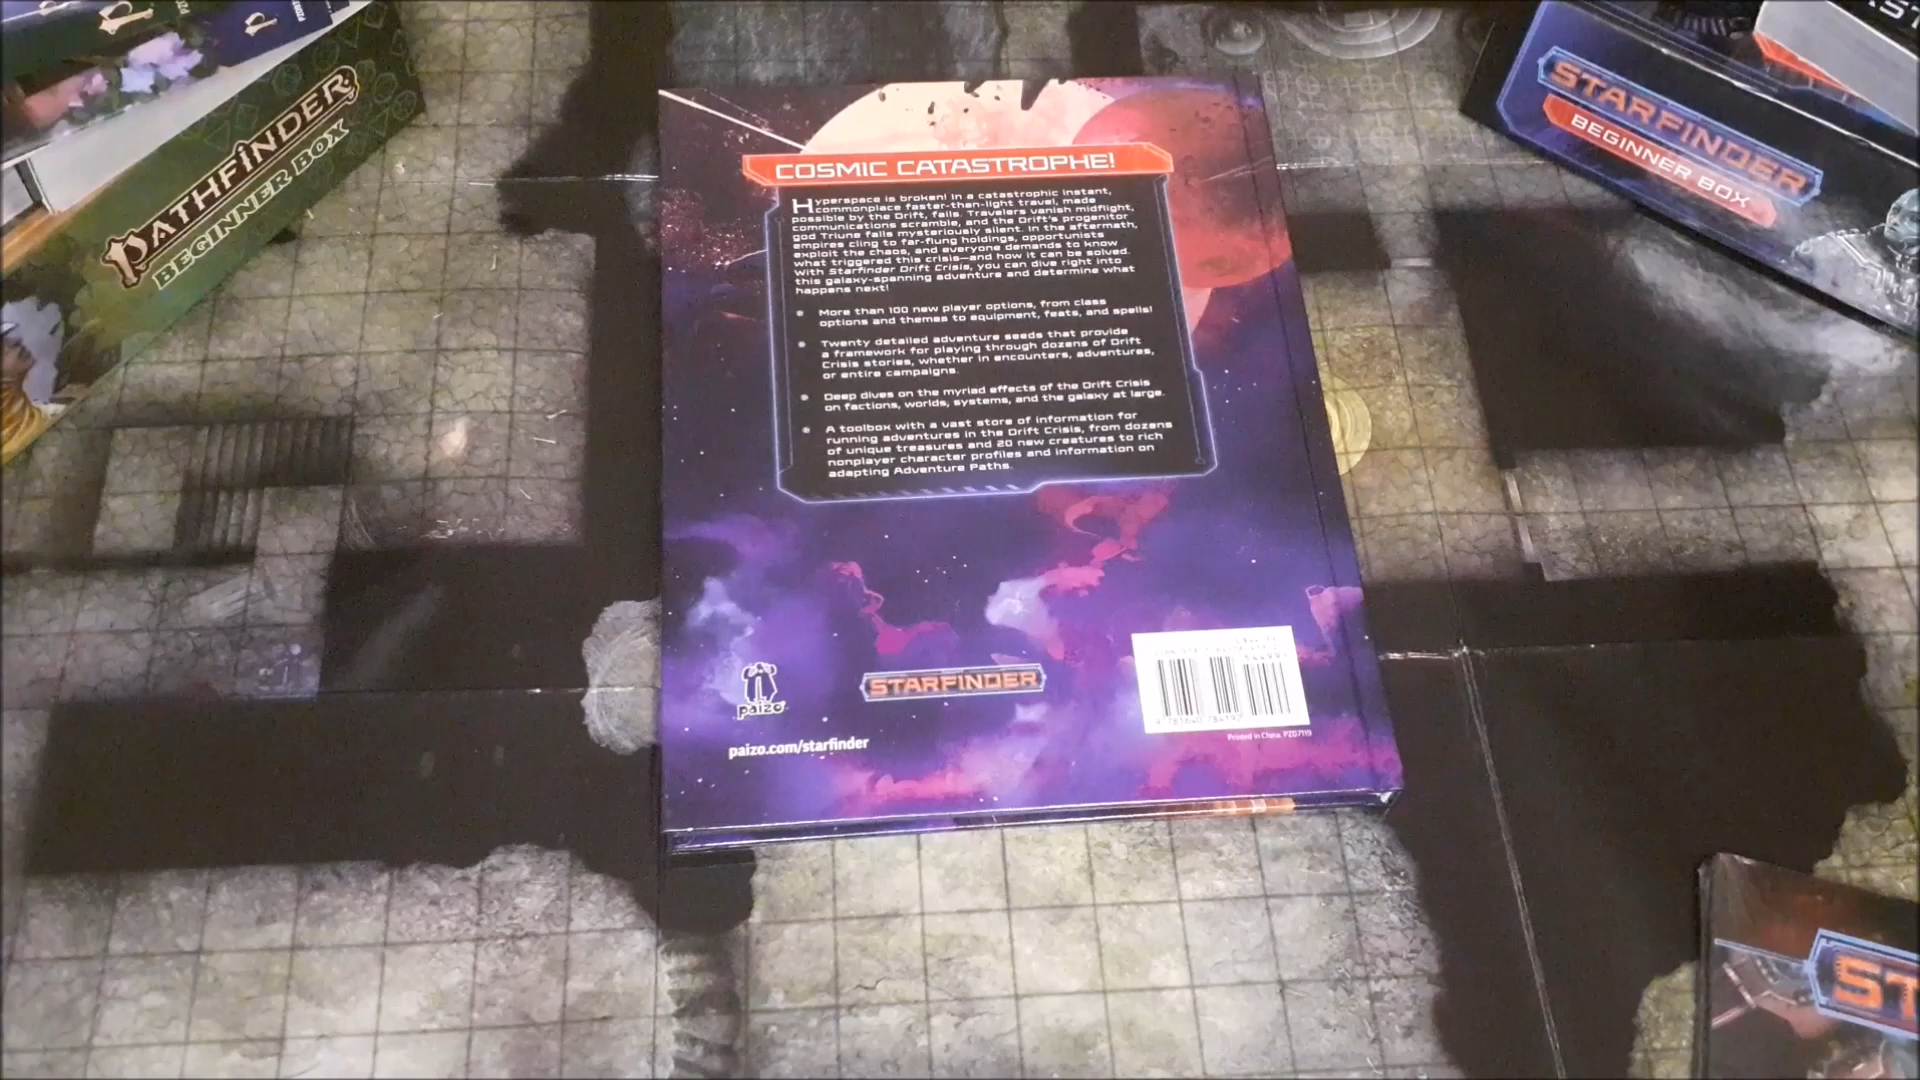 PATHFINDER
BEGINNER BOX
STARFINDER
BEGINNER BOX
COSMIC CATASTROPHE!
Hyperspace is broken! In a catastrophic instant,
commonplace faster-than-light travel, made
possible by the Drift, fails. Travelers vanish midflight,
communications scramble, and the Drift's progenitor
god Triune falls mysteriously silent. In the aftermath,
empires cling to far-flung holdings, opportunists
exploit the chaos, and everyone demands to know
what triggered this crisis—and how it can be solved.
With Starfinder Drift Crisis, you can dive right into
this galaxy-spanning adventure and determine what
happens next!
More than 100 new player options, from class
options and themes to equipment, feats, and spells!
Twenty detailed adventure seeds that provide
a framework for playing through dozens of Drift
Crisis stories, whether in encounters, adventures,
or entire campaigns.
Deep dives on the myriad effects of the Drift Crisis
on factions, worlds, systems, and the galaxy at large.
A toolbox with a vast store of information for
running adventures in the Drift Crisis, from dozens
of unique treasures and 20 new creatures to rich
nonplayer character profiles and information on
adapting Adventure Paths.
paizo
STARFINDER
paizo.com/starfinder
9 781640 784192
Printed in China. PZO7119
ST